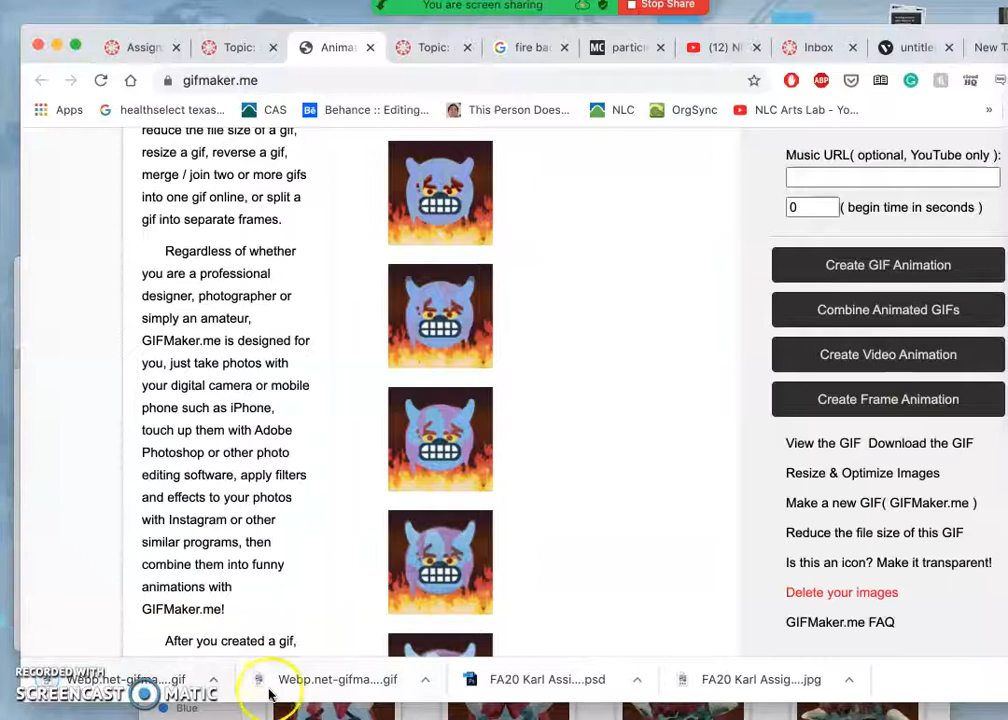 You are screen sharing
Stop Share
Assign
Topic:
Anima
Topic:
fire ba
MC
partic
(12) N
Inbox
untitle
New T
gifmaker.me
ABP
cloud
HQ
Apps
healthselect texas...
CAS
Behance :: Editing...
This Person Does...
NLC
OrgSync
NLC Arts Lab - Yo...
»
reduce the file size of a gif,
resize a gif, reverse a gif,
merge / join two or more gifs
into one gif online, or split a
gif into separate frames.
Regardless of whether
you are a professional
designer, photographer or
simply an amateur,
GIFMaker.me is designed for
you, just take photos with
your digital camera or mobile
phone such as iPhone,
touch up them with Adobe
Photoshop or other photo
editing software, apply filters
and effects to your photos
with Instagram or other
similar programs, then
combine them into funny
animations with
GIFMaker.me!
After you created a gif,
Music URL( optional, YouTube only ):
0 ( begin time in seconds )
Create GIF Animation
Combine Animated GIFs
Create Video Animation
Create Frame Animation
View the GIF Download the GIF
Resize & Optimize Images
Make a new GIF( GIFMaker.me )
Reduce the file size of this GIF
Is this an icon? Make it transparent!
Delete your images
GIFMaker.me FAQ
Webp.net-gifma....gif
Webp.net-gifma....gif
FA20 Karl Assi....psd
FA20 Karl Assig....jpg
RECORDED WITH
SCREENCAST MATIC
Blue